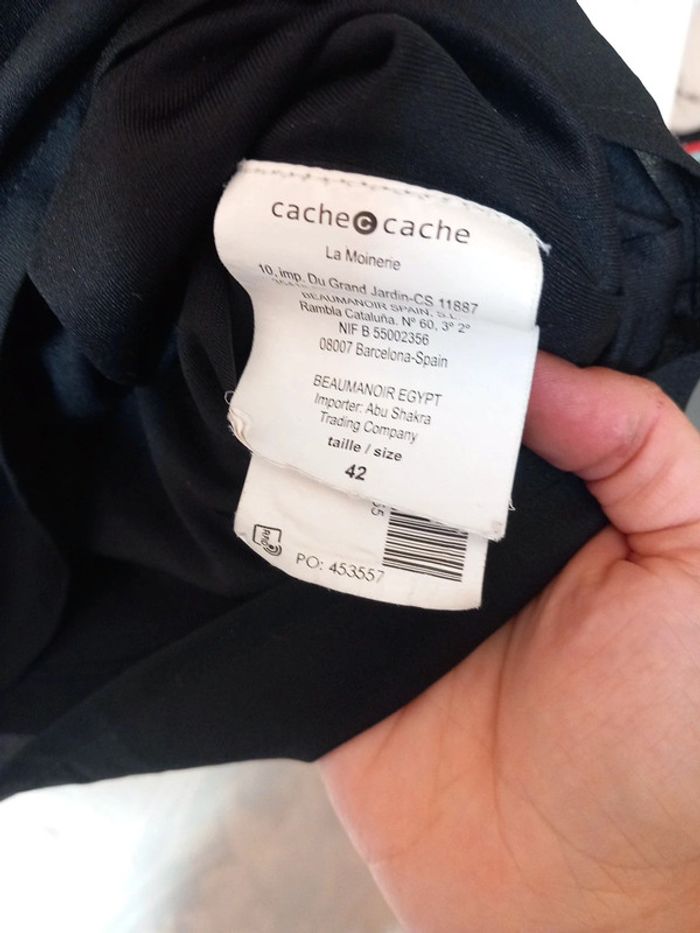 cache C cache
La Moinerie
10, imp. Du Grand Jardin-CS 11887
BEAUMANOIR SPAIN, S.L.
Rambla Cataluña. Nº 60, 3º 2º
NIF B 55002356
08007 Barcelona-Spain
BEAUMANOIR EGYPT
Importer: Abu Shakra
Trading Company
taille / size
42
PO: 453557